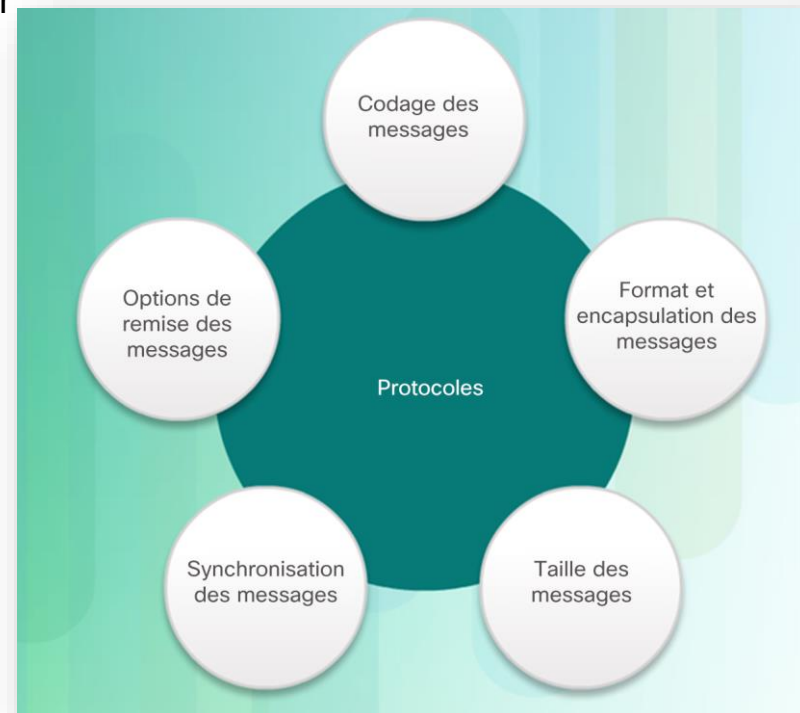 Codage des
messages
Options de
remise des
messages
Format et
encapsulation des
messages
Protocoles
Synchronisation
des messages
Taille des
messages